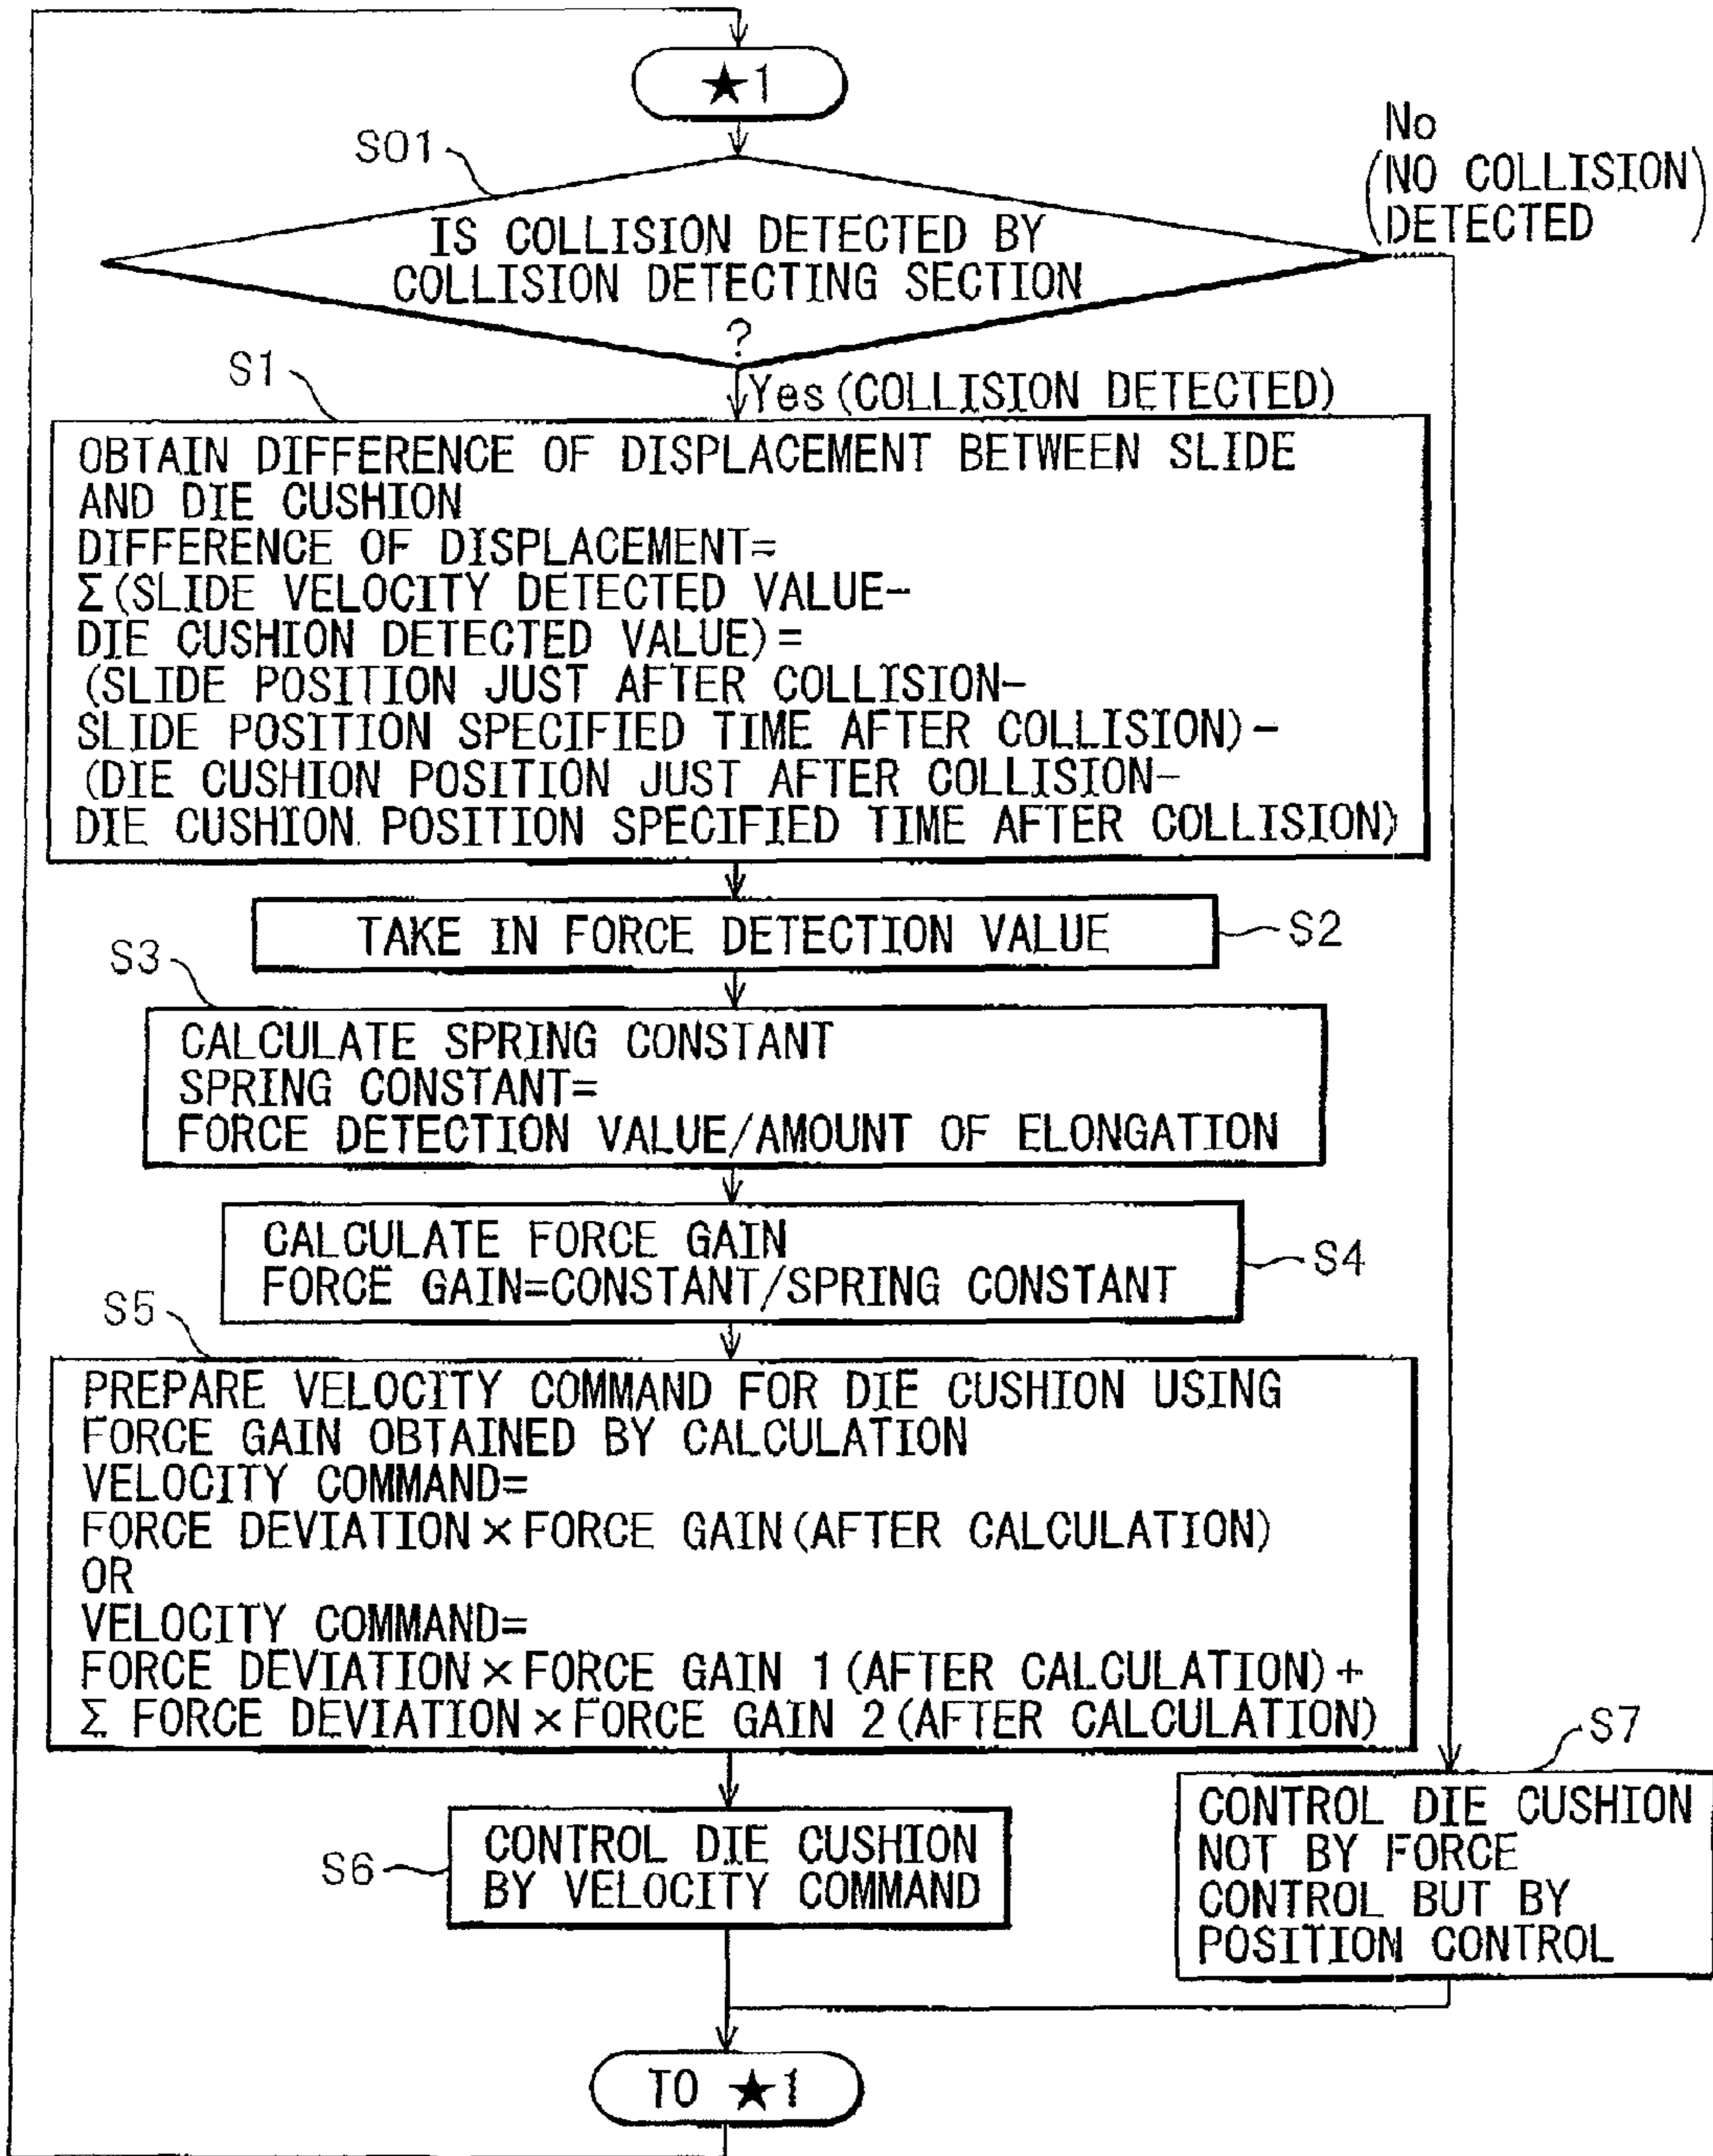 ★1
S01
No
(NO COLLISION
DETECTED)
IS COLLISION DETECTED BY
COLLISION DETECTING SECTION
?
S1
Yes (COLLISION DETECTED)
OBTAIN DIFFERENCE OF DISPLACEMENT BETWEEN SLIDE
AND DIE CUSHION
DIFFERENCE OF DISPLACEMENT=
Σ(SLIDE VELOCITY DETECTED VALUE-
DIE CUSHION DETECTED VALUE)=
(SLIDE POSITION JUST AFTER COLLISION-
SLIDE POSITION SPECIFIED TIME AFTER COLLISION)-
(DIE CUSHION POSITION JUST AFTER COLLISION-
DIE CUSHION POSITION SPECIFIED TIME AFTER COLLISION)
TAKE IN FORCE DETECTION VALUE
S2
S3
CALCULATE SPRING CONSTANT
SPRING CONSTANT=
FORCE DETECTION VALUE/AMOUNT OF ELONGATION
CALCULATE FORCE GAIN
FORCE GAIN=CONSTANT/SPRING CONSTANT
S4
S5
PREPARE VELOCITY COMMAND FOR DIE CUSHION USING
FORCE GAIN OBTAINED BY CALCULATION
VELOCITY COMMAND=
FORCE DEVIATION×FORCE GAIN(AFTER CALCULATION)
OR
VELOCITY COMMAND=
FORCE DEVIATION×FORCE GAIN 1(AFTER CALCULATION)+
Σ FORCE DEVIATION×FORCE GAIN 2(AFTER CALCULATION)
S6
CONTROL DIE CUSHION
BY VELOCITY COMMAND
S7
CONTROL DIE CUSHION
NOT BY FORCE
CONTROL BUT BY
POSITION CONTROL
TO ★1